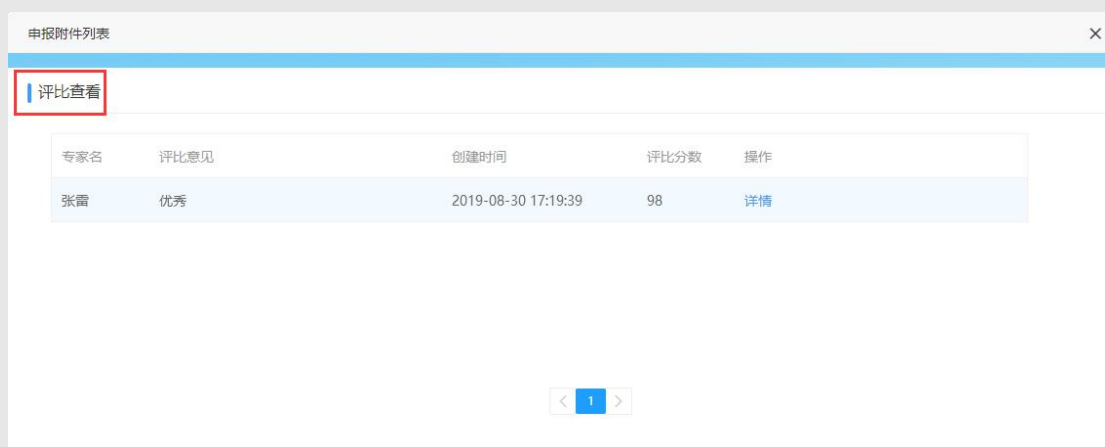 申报附件列表
评比查看
专家名 评比意见 创建时间 评比分数 操作
张雷 优秀 2019-08-30 17:19:39 98 详情
1